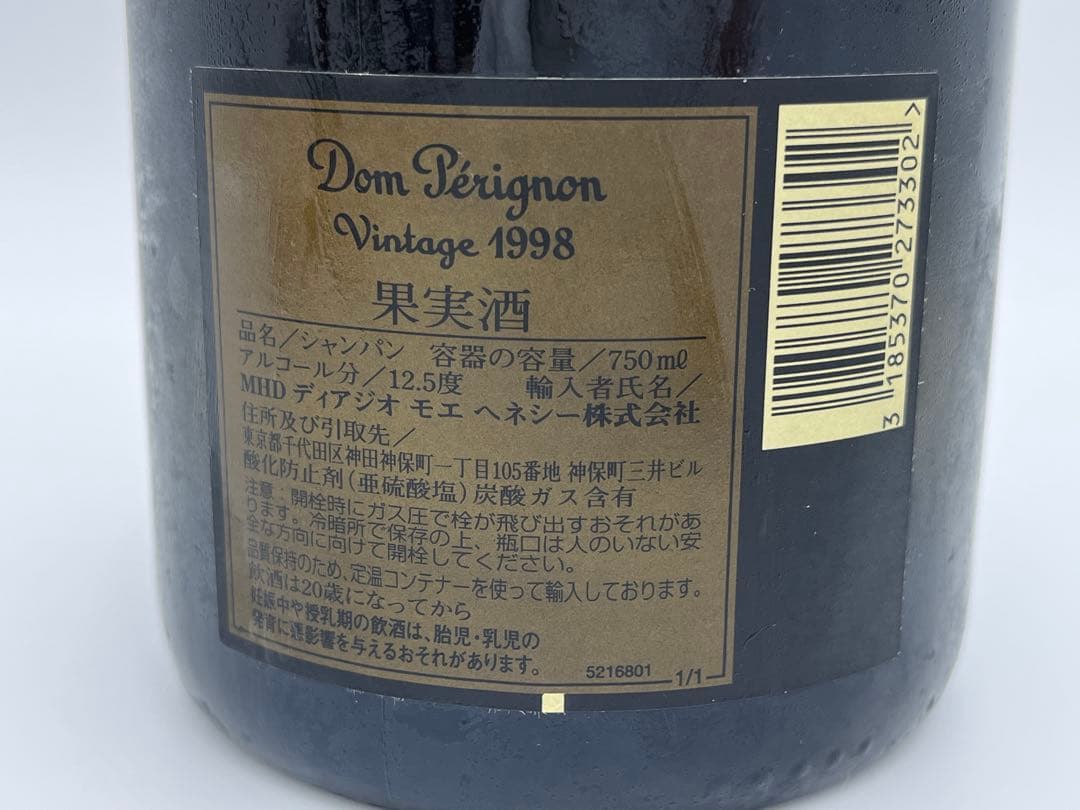 Dom Pérignon
Vintage 1998
果実酒
品名/シャンパン 容器の容量/750mℓ
アルコール分/12.5度 輸入者氏名/
MHD ディアジオ モエ ヘネシー株式会社
住所及び引取先/
東京都千代田区神田神保町一丁目105番地 神保町三井ビル
酸化防止剤(亜硫酸塩)炭酸ガス含有
注意:開栓時にガス圧で栓が飛び出すおそれがあ
ります。冷暗所で保存の上、瓶口は人のいない安
全な方向に向けて開栓してください。
品質保持のため、定温コンテナーを使って輸入しております。
飲酒は20歳になってから
妊娠中や授乳期の飲酒は、胎児・乳児の
発育に悪影響を与えるおそれがあります。
5216801
1/1
3 185370 273302 >